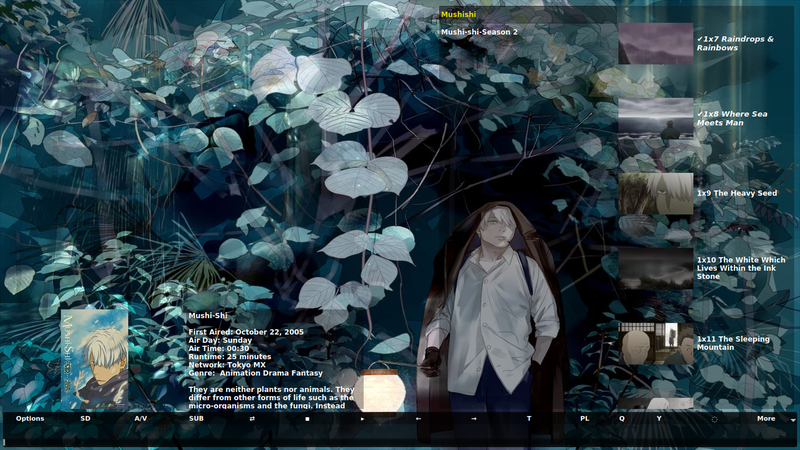 Mushishi
Mushi-shi-Season 2
✓1x7 Raindrops &
Rainbows
✓1x8 Where Sea
Meets Man
1x9 The Heavy Seed
1x10 The White Which
Lives Within the Ink
Stone
1x11 The Sleeping
Mountain
Mushi-Shi
First Aired: October 22, 2005
Air Day: Sunday
Air Time: 00:30
Runtime: 25 minutes
Network: Tokyo MX
Genre: Animation Drama Fantasy
They are neither plants nor animals. They
differ from other forms of life such as the
micro-organisms and the fungi. Instead
Options SD A/V SUB ⇄ ▪ ▸ ← → T PL Q Y More